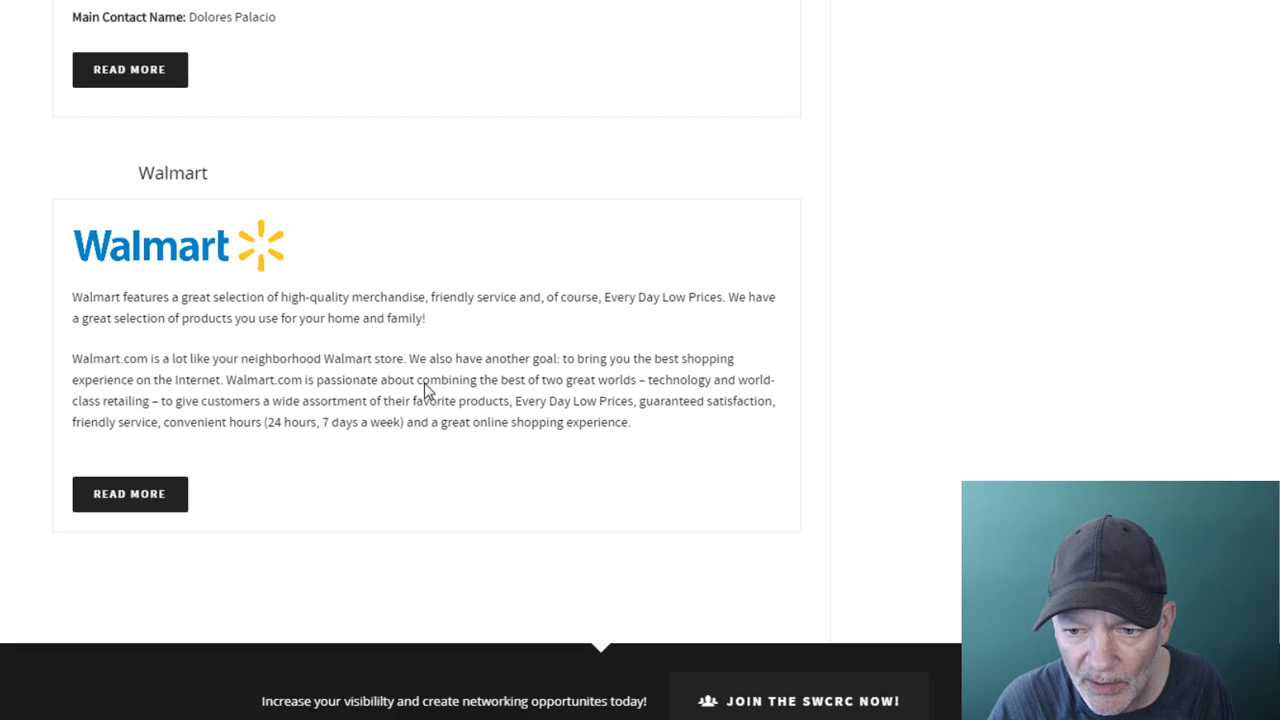 Main Contact Name: Dolores Palacio
READ MORE
Walmart
Walmart
Walmart features a great selection of high-quality merchandise, friendly service and, of course, Every Day Low Prices. We have
a great selection of products you use for your home and family!
Walmart.com is a lot like your neighborhood Walmart store. We also have another goal: to bring you the best shopping
experience on the Internet. Walmart.com is passionate about combining the best of two great worlds – technology and world-
class retailing – to give customers a wide assortment of their favorite products, Every Day Low Prices, guaranteed satisfaction,
friendly service, convenient hours (24 hours, 7 days a week) and a great online shopping experience.
READ MORE
Increase your visibililty and create networking opportunites today!
JOIN THE SWCRC NOW!